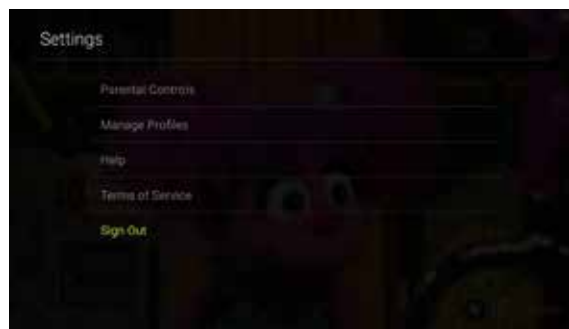 Settings
Parental Controls
Manage Profiles
Help
Terms of Service
Sign Out